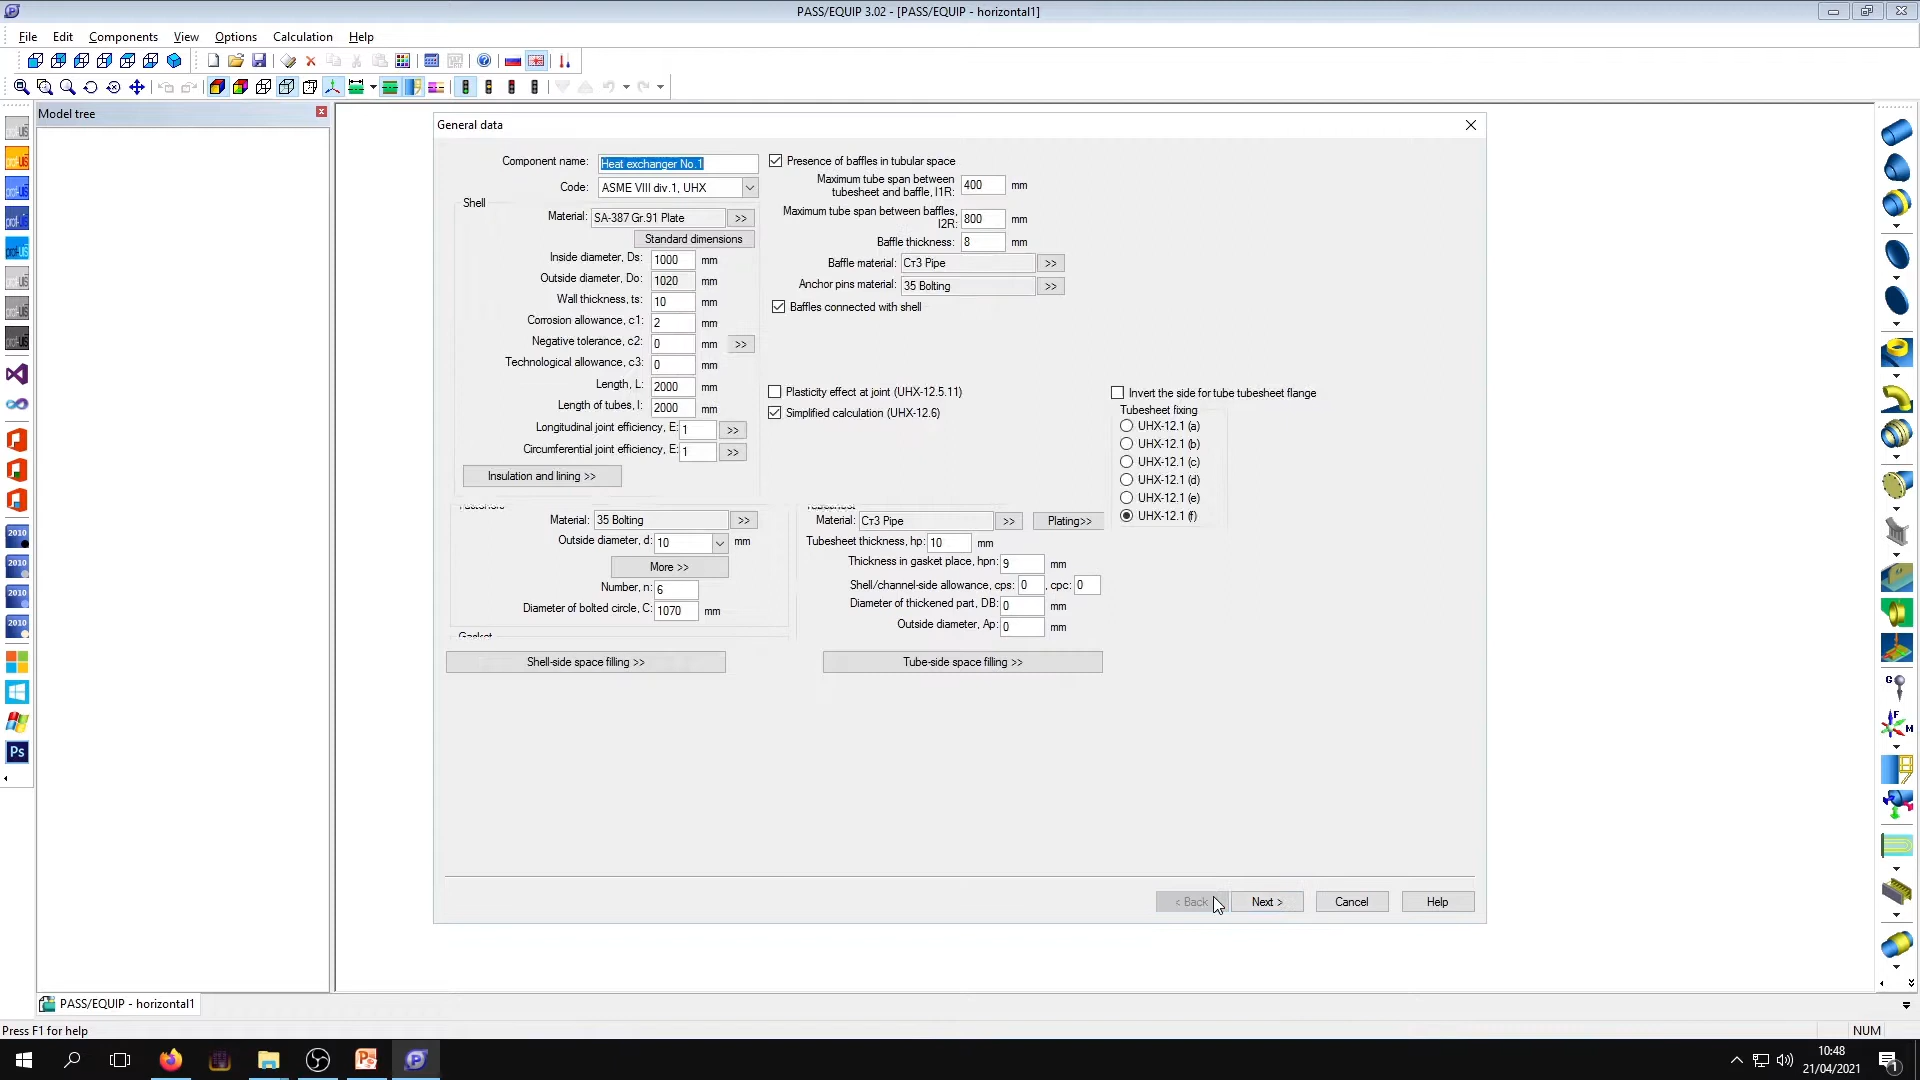 PASS/EQUIP 3.02 - [PASS/EQUIP - horizontal1]
File Edit Components View Options Calculation Help
Model tree
General data
Component name: Heat exchanger No.1
Code: ASME VIII div.1, UHX
Shell
Material: SA-387 Gr.91 Plate >>
Standard dimensions
Inside diameter, Ds: 1000 mm
Outside diameter, Do: 1020 mm
Wall thickness, ts: 10 mm
Corrosion allowance, c1: 2 mm
Negative tolerance, c2: 0 mm >>
Technological allowance, c3: 0 mm
Length, L: 2000 mm
Length of tubes, l: 2000 mm
Longitudinal joint efficiency, E: 1 >>
Circumferential joint efficiency, E: 1 >>
Insulation and lining >>
Presence of baffles in tubular space
Maximum tube span between
tubesheet and baffle, l1R: 400 mm
Maximum tube span between baffles,
l2R: 800 mm
Baffle thickness: 8 mm
Baffle material: Ст3 Pipe >>
Anchor pins material: 35 Bolting >>
Baffles connected with shell
Plasticity effect at joint (UHX-12.5.11)
Simplified calculation (UHX-12.6)
Invert the side for tube tubesheet flange
Tubesheet fixing
UHX-12.1 (a)
UHX-12.1 (b)
UHX-12.1 (c)
UHX-12.1 (d)
UHX-12.1 (e)
UHX-12.1 (f)
Material: 35 Bolting >>
Outside diameter, d: 10 mm
More >>
Number, n: 6
Diameter of bolted circle, C: 1070 mm
Gasket
Tubesheet
Material: Ст3 Pipe >> Plating>>
Tubesheet thickness, hp: 10 mm
Thickness in gasket place, hpn: 9 mm
Shell/channel-side allowance, cps: 0 , cpc: 0
Diameter of thickened part, DB: 0 mm
Outside diameter, Ap: 0 mm
Shell-side space filling >> Tube-side space filling >>
< Back Next > Cancel Help
PASS/EQUIP - horizontal1
Press F1 for help NUM
2010
2010
2010
2010
Ps
G
F
M
10:48
21/04/2021
1